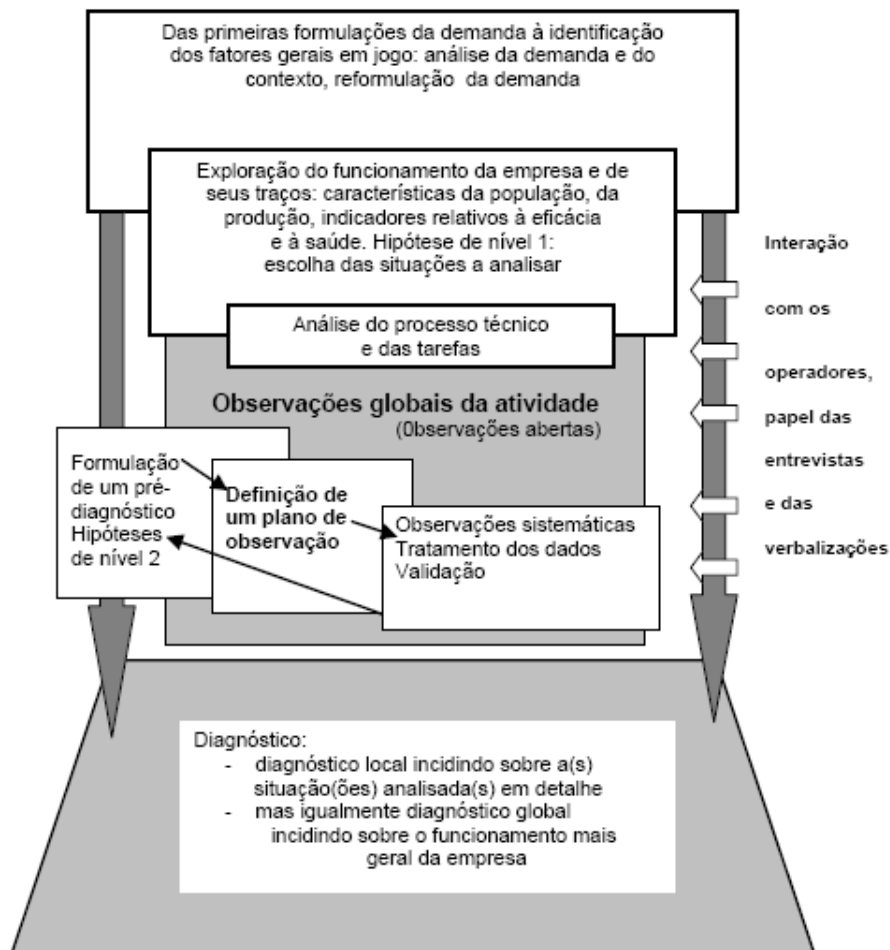 Das primeiras formulações da demanda à identificação
dos fatores gerais em jogo: análise da demanda e do
contexto, reformulação da demanda
Exploração do funcionamento da empresa e de
seus traços: características da população, da
produção, indicadores relativos à eficácia
e à saúde. Hipótese de nível 1:
escolha das situações a analisar
Análise do processo técnico
e das tarefas
Observações globais da atividade
(0bservações abertas)
Formulação
de um pré-
diagnóstico
Hipóteses
de nível 2
Definição de
um plano de
observação
Observações sistemáticas
Tratamento dos dados
Validação
Interação
com os
operadores,
papel das
entrevistas
e das
verbalizações
Diagnóstico:
- diagnóstico local incidindo sobre a(s)
situação(ões) analisada(s) em detalhe
- mas igualmente diagnóstico global
incidindo sobre o funcionamento mais
geral da empresa